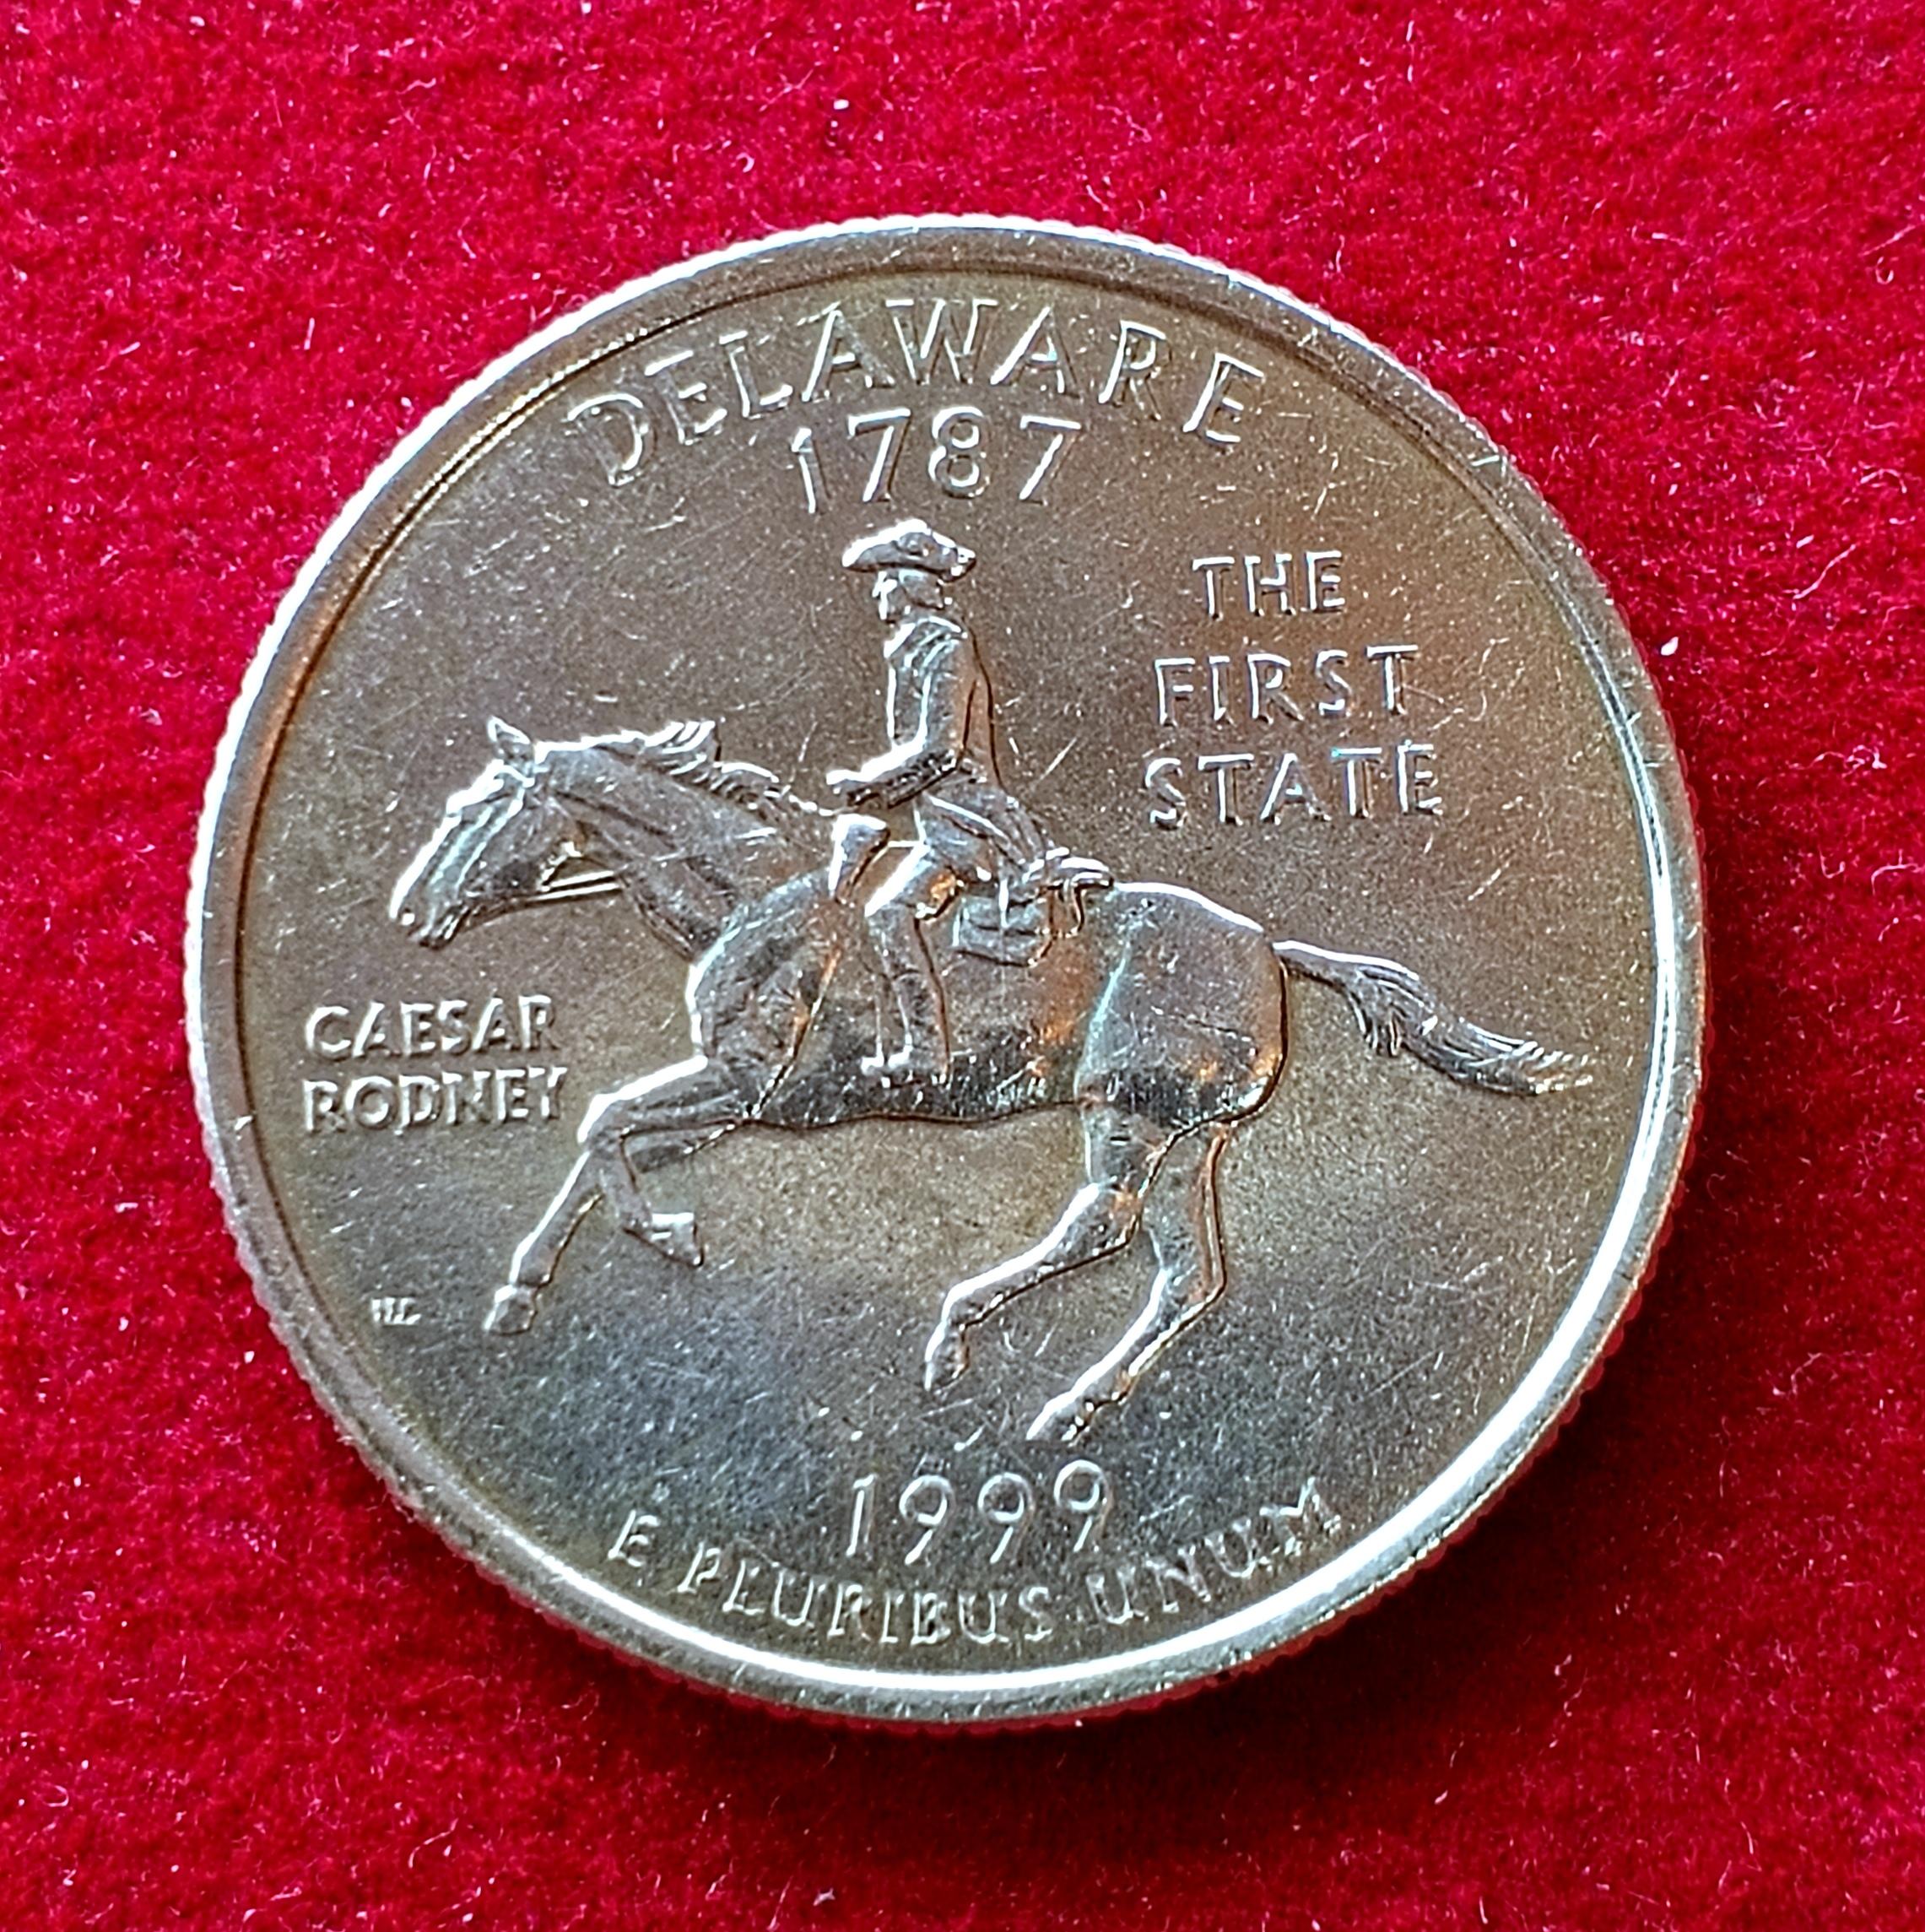 DELAWARE
1787
THE
FIRST
STATE
CAESAR
RODNEY
1999
E PLURIBUS UNUM